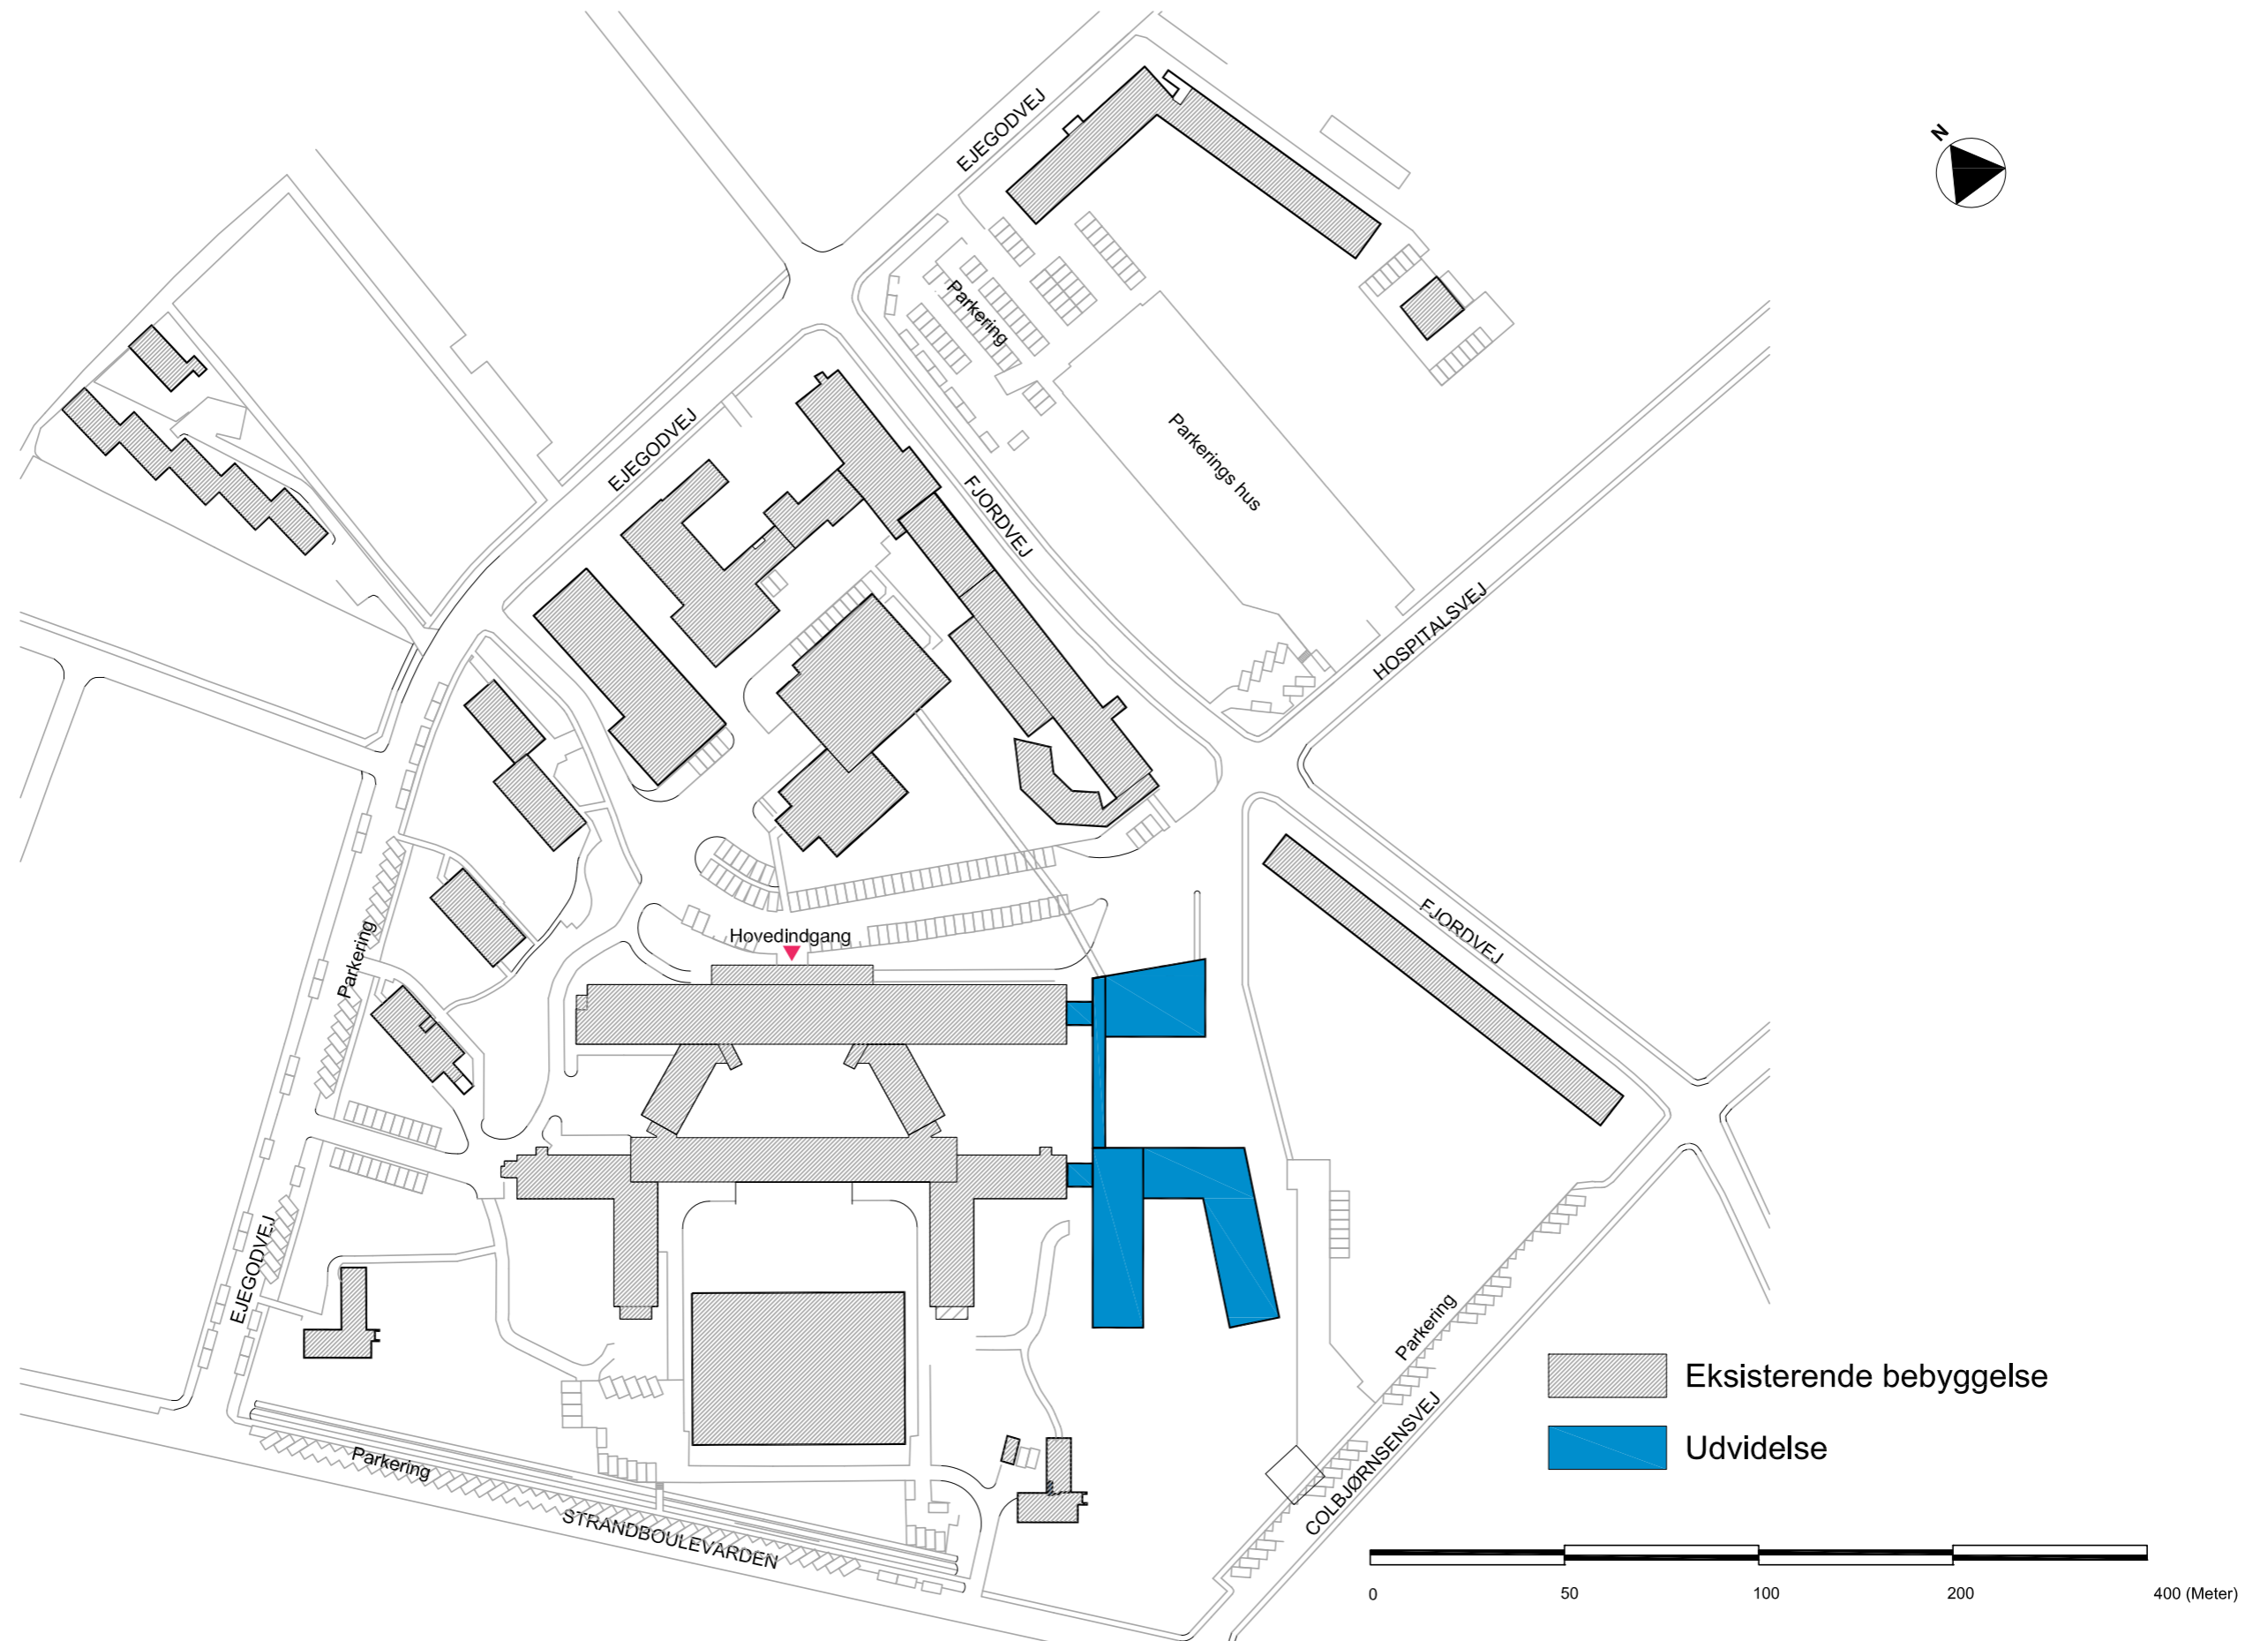 EJEGODVEJ
N
Parkering
EJEGODVEJ
Parkerings hus
FJORDVEJ
HOSPITALSVEJ
Parkering
Hovedindgang
FJORDVEJ
EJEGODVEJ
Parkering
Eksisterende bebyggelse
Udvidelse
COLBJØRNSENSVEJ
Parkering
STRANDBOULEVARDEN
0
50
100
200
400 (Meter)